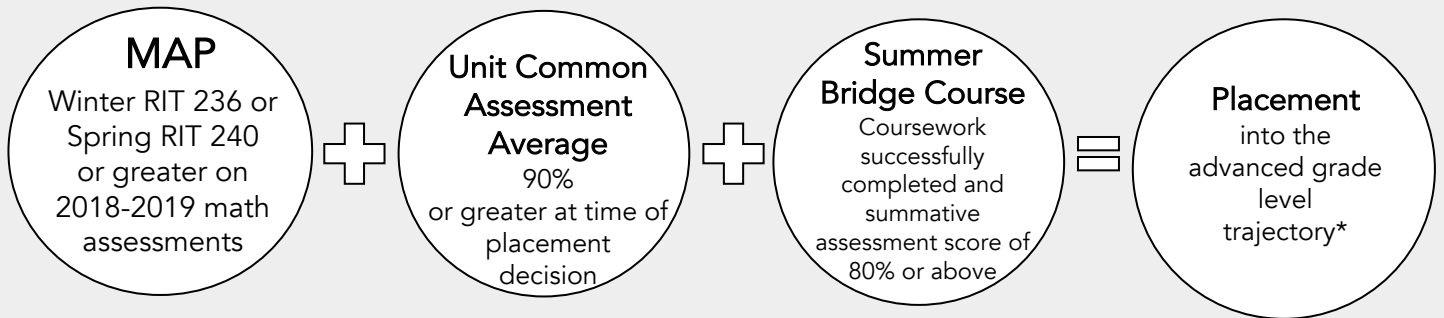 MAP
Winter RIT 236 or
Spring RIT 240
or greater on
2018-2019 math
assessments
Unit Common
Assessment
Average
90%
or greater at time of
placement
decision
Summer
Bridge Course
Coursework
successfully
completed and
summative
assessment score of
80% or above
Placement
into the
advanced grade
level
trajectory*